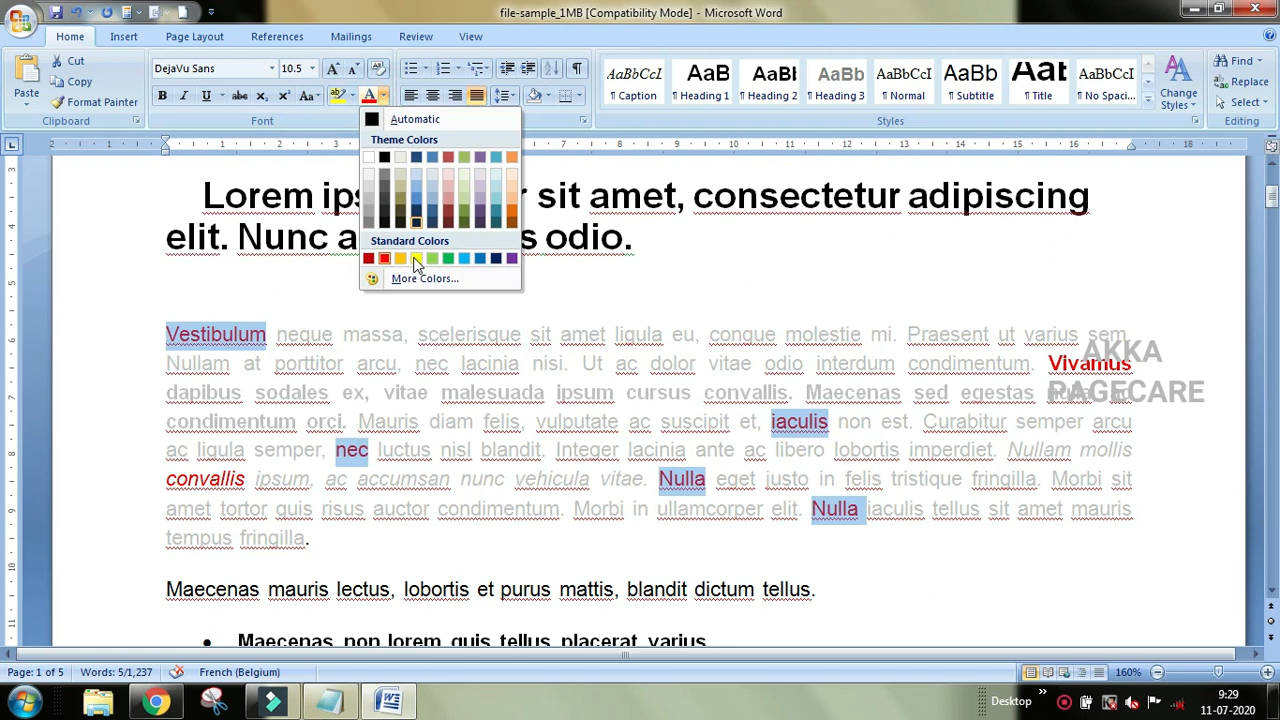 file-sample_1MB [Compatibility Mode] - Microsoft Word
Home Insert Page Layout References Mailings Review View
Paste Cut Copy Format Painter
DejaVu Sans 10.5
B I U abc Aa
AaBbCcI AaB AaBb AaBbC AaBbCcI AaBbCcI AaBl AaBbCcI
¶ Caption ¶ Heading 1 ¶ Heading 2 ¶ Heading 3 ¶ Normal ¶ Subtitle ¶ Title ¶ No Spacing
Change Styles
Find Replace Select
Clipboard Font Styles Editing
Automatic
Theme Colors
Standard Colors
More Colors...
Lorem ips r sit amet, consectetur adipiscing
elit. Nunc a s odio.
Vestibulum neque massa, scelerisque sit amet ligula eu, congue molestie mi. Praesent ut varius sem.
Nullam at porttitor arcu, nec lacinia nisi. Ut ac dolor vitae odio interdum condimentum. Vivamus
dapibus sodales ex, vitae malesuada ipsum cursus convallis. Maecenas sed egestas nulla ac
condimentum orci. Mauris diam felis, vulputate ac suscipit et, iaculis non est. Curabitur semper arcu
ac ligula semper, nec luctus nisl blandit. Integer lacinia ante ac libero lobortis imperdiet. Nullam mollis
convallis ipsum, ac accumsan nunc vehicula vitae. Nulla eget justo in felis tristique fringilla. Morbi sit
amet tortor quis risus auctor condimentum. Morbi in ullamcorper elit. Nulla iaculis tellus sit amet mauris
tempus fringilla.
AKKA
PAGECARE
Maecenas mauris lectus, lobortis et purus mattis, blandit dictum tellus.
• Maecenas non lorem quis tellus placerat varius.
Page: 1 of 5 Words: 5/1,237 French (Belgium) 160%
Desktop 9:29
11-07-2020